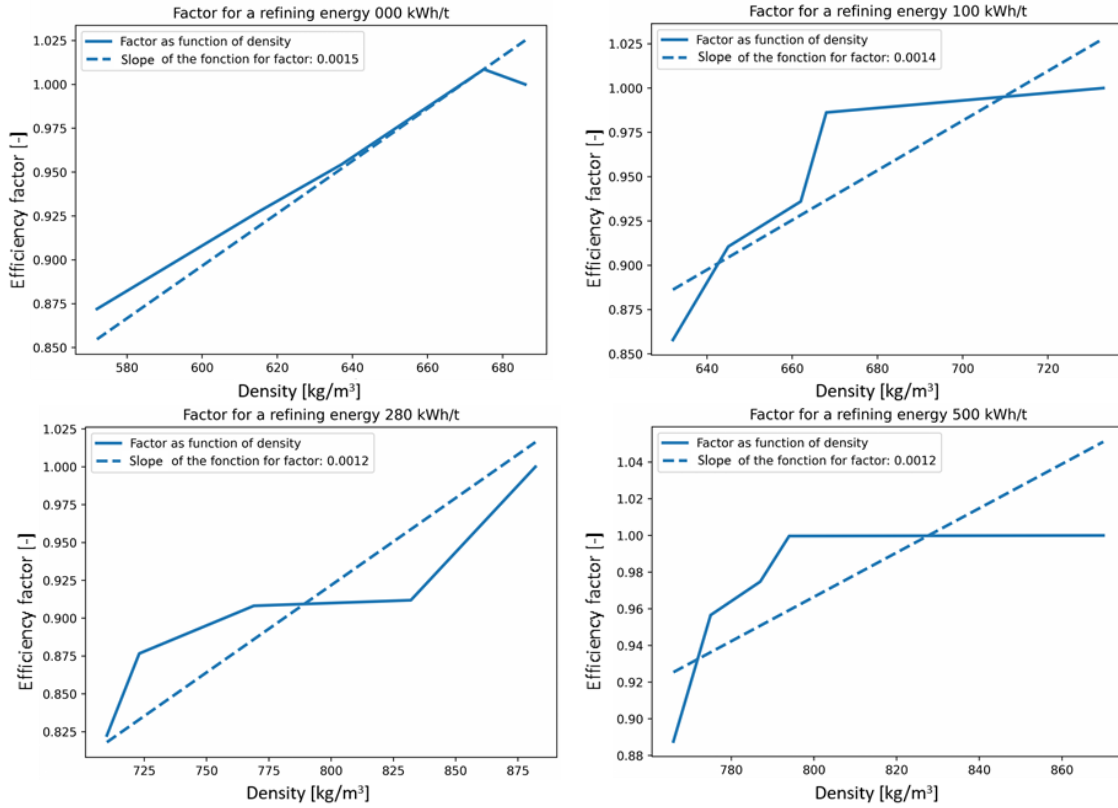 Factor for a refining energy 000 kWh/t
1.025
1.000
0.975
0.950
0.925
0.900
0.875
0.850
Efficiency factor [-]
Factor as function of density
Slope of the fonction for factor: 0.0015
580 600 620 640 660 680
Density [kg/m³]
Factor for a refining energy 100 kWh/t
1.025
1.000
0.975
0.950
0.925
0.900
0.875
0.850
Efficiency factor [-]
Factor as function of density
Slope of the fonction for factor: 0.0014
640 660 680 700 720
Density [kg/m³]
Factor for a refining energy 280 kWh/t
1.025
1.000
0.975
0.950
0.925
0.900
0.875
0.850
0.825
Efficiency factor [-]
Factor as function of density
Slope of the fonction for factor: 0.0012
725 750 775 800 825 850 875
Density [kg/m³]
Factor for a refining energy 500 kWh/t
1.04
1.02
1.00
0.98
0.96
0.94
0.92
0.90
0.88
Efficiency factor [-]
Factor as function of density
Slope of the fonction for factor: 0.0012
780 800 820 840 860
Density [kg/m³]